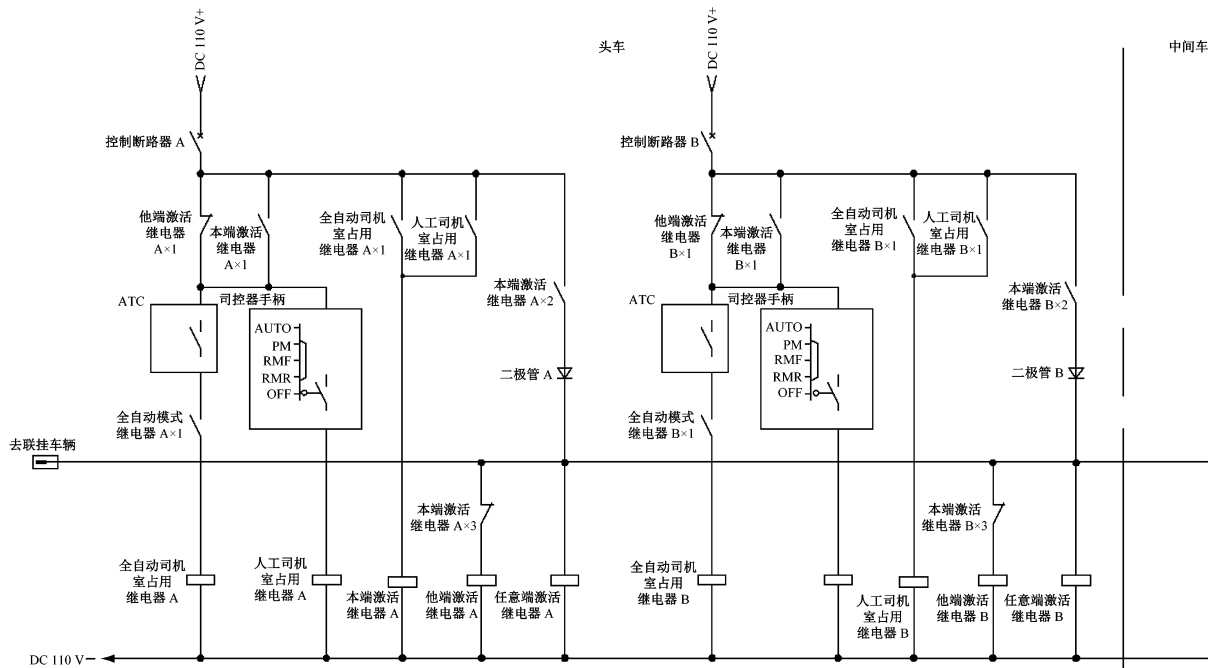 DC 110 V+
DC 110 V+
头车
中间车
控制断路器 A
控制断路器 B
他端激活
继电器
A×1
本端激活
继电器
A×1
全自动司机
室占用
继电器 A×1
人工司机
室占用
继电器 A×1
本端激活
继电器 A×2
他端激活
继电器
B×1
本端激活
继电器
B×1
全自动司机
室占用
继电器 B×1
人工司机
室占用
继电器 B×1
本端激活
继电器 B×2
ATC
司控器手柄
AUTO
PM
RMF
RMR
OFF
二极管 A
ATC
司控器手柄
AUTO
PM
RMF
RMR
OFF
二极管 B
全自动模式
继电器 A×1
全自动模式
继电器 B×1
去联挂车辆
本端激活
继电器 A×3
本端激活
继电器 B×3
全自动司机
室占用
继电器 A
人工司机
室占用
继电器 A
本端激活
继电器 A
他端激活
继电器 A
任意端激活
继电器 A
全自动司机
室占用
继电器 B
人工司机
室占用
继电器 B
他端激活
继电器 B
任意端激活
继电器 B
DC 110 V−